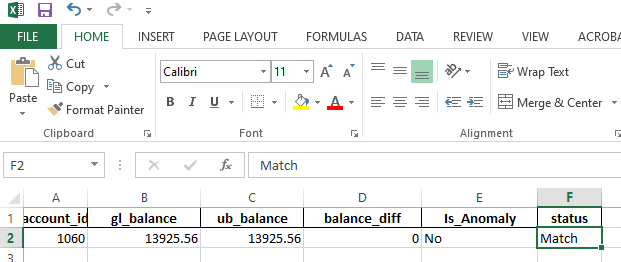 FILE HOME INSERT PAGE LAYOUT FORMULAS DATA REVIEW VIEW ACROBA
Cut
Copy
Format Painter
Paste
Clipboard
Calibri 11 A A
B I U A
Font
Wrap Text
Merge & Center
Alignment
F2 fx Match
A B C D E F
1 account_id gl_balance ub_balance balance_diff Is_Anomaly status
2 1060 13925.56 13925.56 0 No Match
3